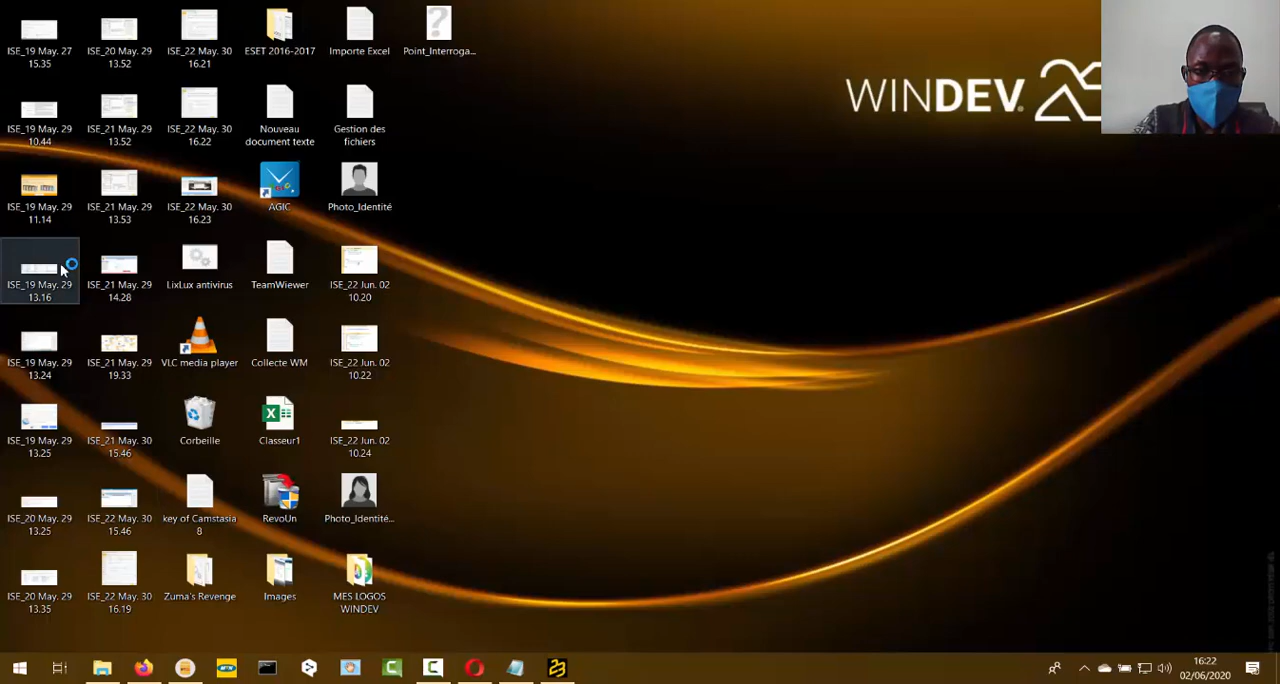 ISE_19 May. 27
15.35
ISE_20 May. 29
13.52
ISE_22 May. 30
16.21
ESET 2016-2017
Importe Excel
Point_Interroga...
ISE_19 May. 29
10.44
ISE_21 May. 29
13.52
ISE_22 May. 30
16.22
Nouveau
document texte
Gestion des
fichiers
WINDEV
ISE_19 May. 29
11.14
ISE_21 May. 29
13.53
ISE_22 May. 30
16.23
AGIC
Photo_Identité
ISE_19 May. 29
13.16
ISE_21 May. 29
14.28
LixLux antivirus
TeamWiewer
ISE_22 Jun. 02
10.20
ISE_19 May. 29
13.24
ISE_21 May. 29
19.33
VLC media player
Collecte WM
ISE_22 Jun. 02
10.22
ISE_19 May. 29
13.25
ISE_21 May. 30
15.46
Corbeille
Classeur1
ISE_22 Jun. 02
10.24
ISE_20 May. 29
13.25
ISE_22 May. 30
15.46
key of Camstasia
8
RevoUn
Photo_Identité...
ISE_20 May. 29
13.35
ISE_22 May. 30
16.19
Zuma's Revenge
Images
MES LOGOS
WINDEV
16:22
02/06/2020